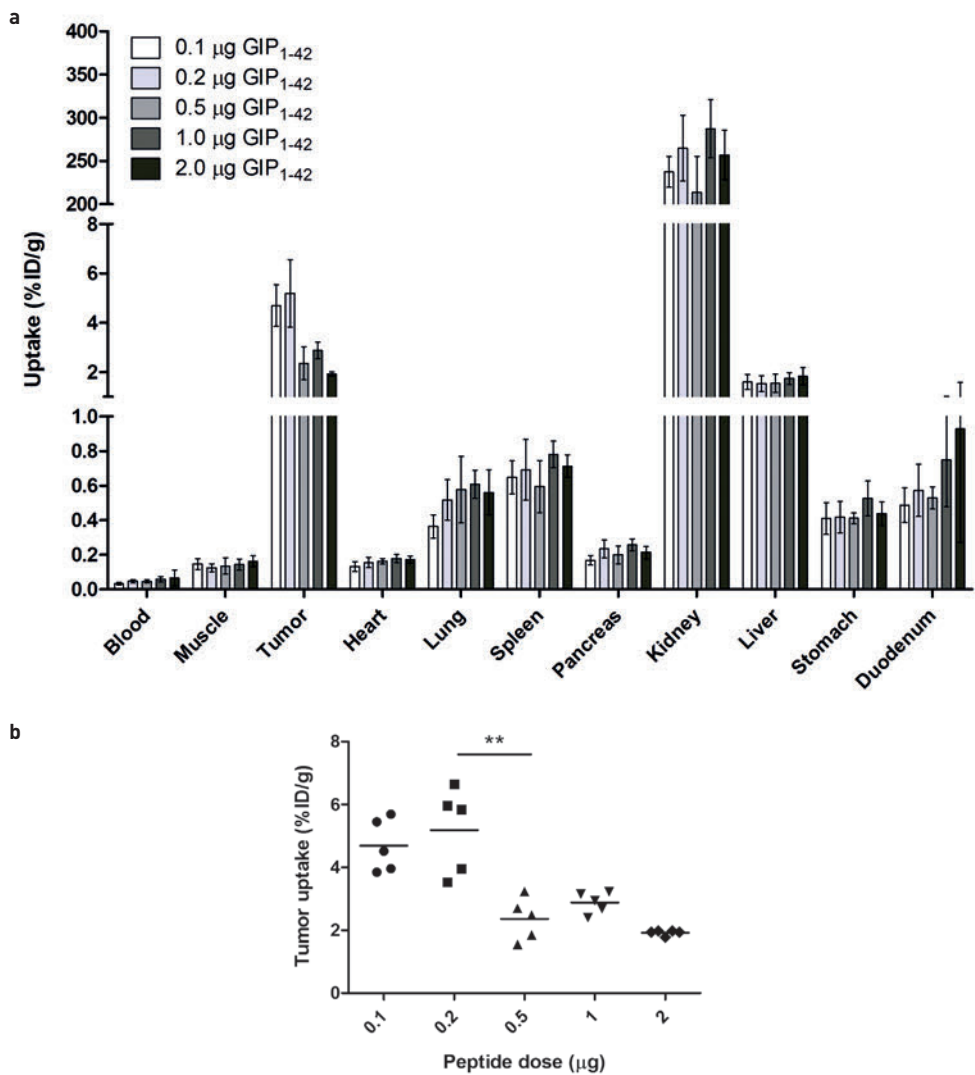 a
400
350
300
250
200
8
6
4
2
1.0
0.8
0.6
0.4
0.2
0.0
Uptake (%ID/g)
0.1 μg GIP1-42
0.2 μg GIP1-42
0.5 μg GIP1-42
1.0 μg GIP1-42
2.0 μg GIP1-42
Blood
Muscle
Tumor
Heart
Lung
Spleen
Pancreas
Kidney
Liver
Stomach
Duodenum
b
8
6
4
2
0
Tumor uptake (%ID/g)
**
0.1
0.2
0.5
1
2
Peptide dose (μg)